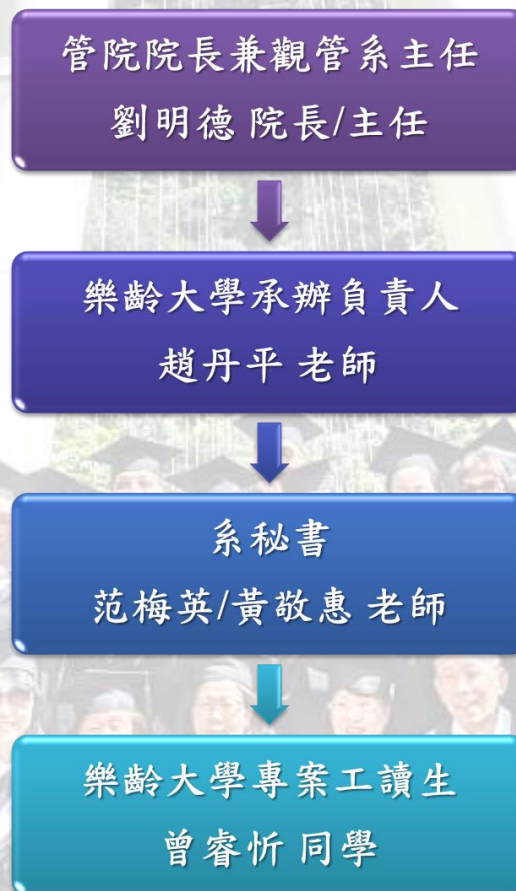 管院院長兼觀管系主任
劉明德 院長/主任
樂齡大學承辦負責人
趙丹平 老師
系秘書
范梅英/黃敬惠 老師
樂齡大學專案工讀生
曾睿忻 同學